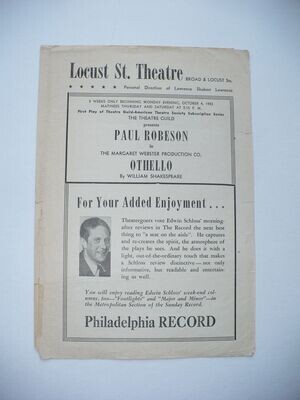 Locust St. Theatre BROAD & LOCUST Sts.
★ ★ ★ ★ ★ Personal Direction of Lawrence Shubert Lawrence
2 WEEKS ONLY BEGINNING MONDAY EVENING, OCTOBER 4, 1943
MATINEES THURSDAY AND SATURDAY AT 2:15 P. M.
First Play of Theatre Guild-American Theatre Society Subscription Series
THE THEATRE GUILD
presents
PAUL ROBESON
in
THE MARGARET WEBSTER PRODUCTION OF
OTHELLO
By WILLIAM SHAKESPEARE
For Your Added Enjoyment . . .
Theatergoers vote Edwin Schloss' morning-
after reviews in The Record the next best
thing to "a seat on the aisle". He captures
and re-creates the spirit, the atmosphere of
the plays he sees. And he does it with a
light, out-of-the-ordinary touch that makes
a Schloss review distinctive—not only
informative, but readable and entertain-
ing as well.
You will enjoy reading Edwin Schloss' week-end col-
umns, too—"Footlights" and "Major and Minor"—in
the Metropolitan Section of the Sunday Record.
Philadelphia RECORD